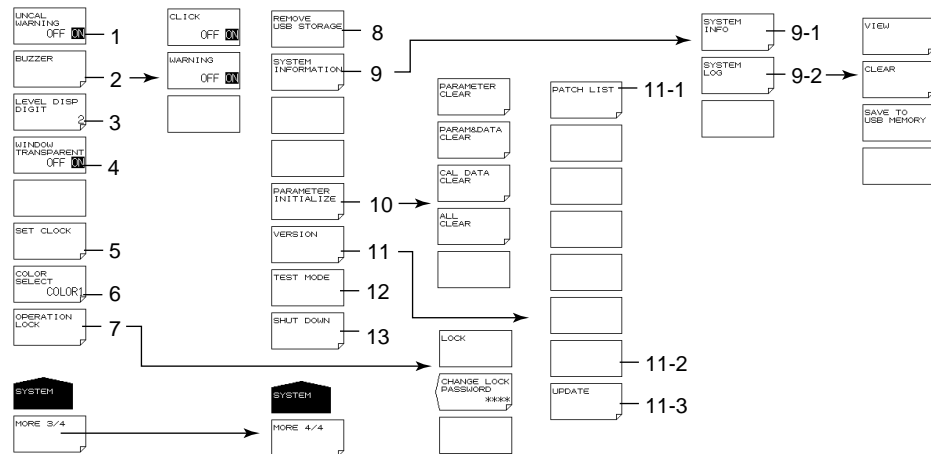 UNCAL
WARNING
OFF ON
1
BUZZER
2
LEVEL DISP
DIGIT
2
3
WINDOW
TRANSPARENT
OFF ON
4
SET CLOCK
5
COLOR
SELECT
COLOR1
6
OPERATION
LOCK
7
SYSTEM
MORE 3/4
CLICK
OFF ON
WARNING
OFF ON
REMOVE
USB STORAGE
8
SYSTEM
INFORMATION
9
PARAMETER
INITIALIZE
10
VERSION
11
TEST MODE
12
SHUT DOWN
13
SYSTEM
MORE 4/4
PARAMETER
CLEAR
PARAM&DATA
CLEAR
CAL DATA
CLEAR
ALL
CLEAR
LOCK
CHANGE LOCK
PASSWORD
****
PATCH LIST
11-1
11-2
UPDATE
11-3
SYSTEM
INFO
9-1
SYSTEM
LOG
9-2
VIEW
CLEAR
SAVE TO
USB MEMORY